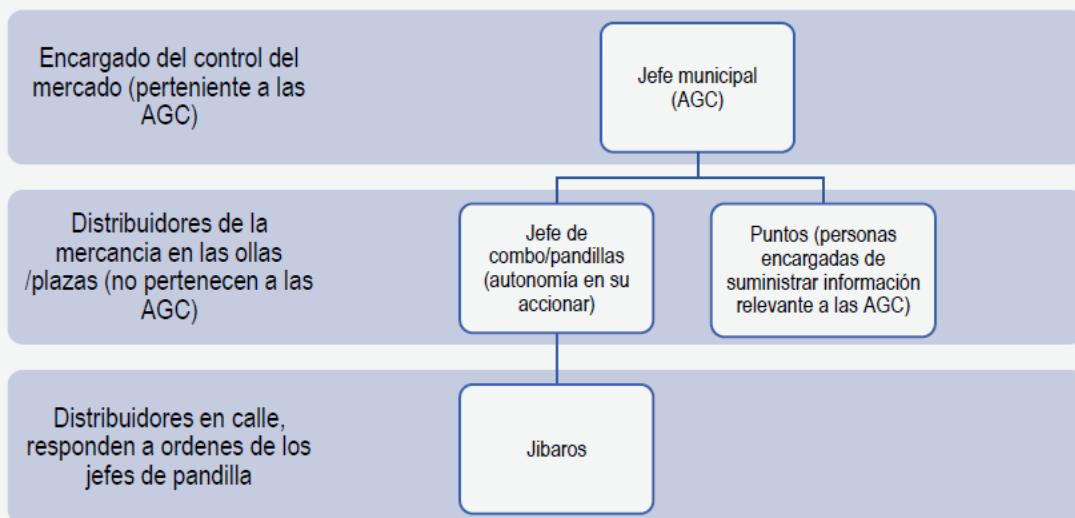 Encargado del control del
mercado (perteniente a las
AGC)
Jefe municipal
(AGC)
Distribuidores de la
mercancia en las ollas
/plazas (no pertenecen a las
AGC)
Jefe de
combo/pandillas
(autonomía en su
accionar)
Puntos (personas
encargadas de
suministrar información
relevante a las AGC)
Distribuidores en calle,
responden a ordenes de los
jefes de pandilla
Jibaros